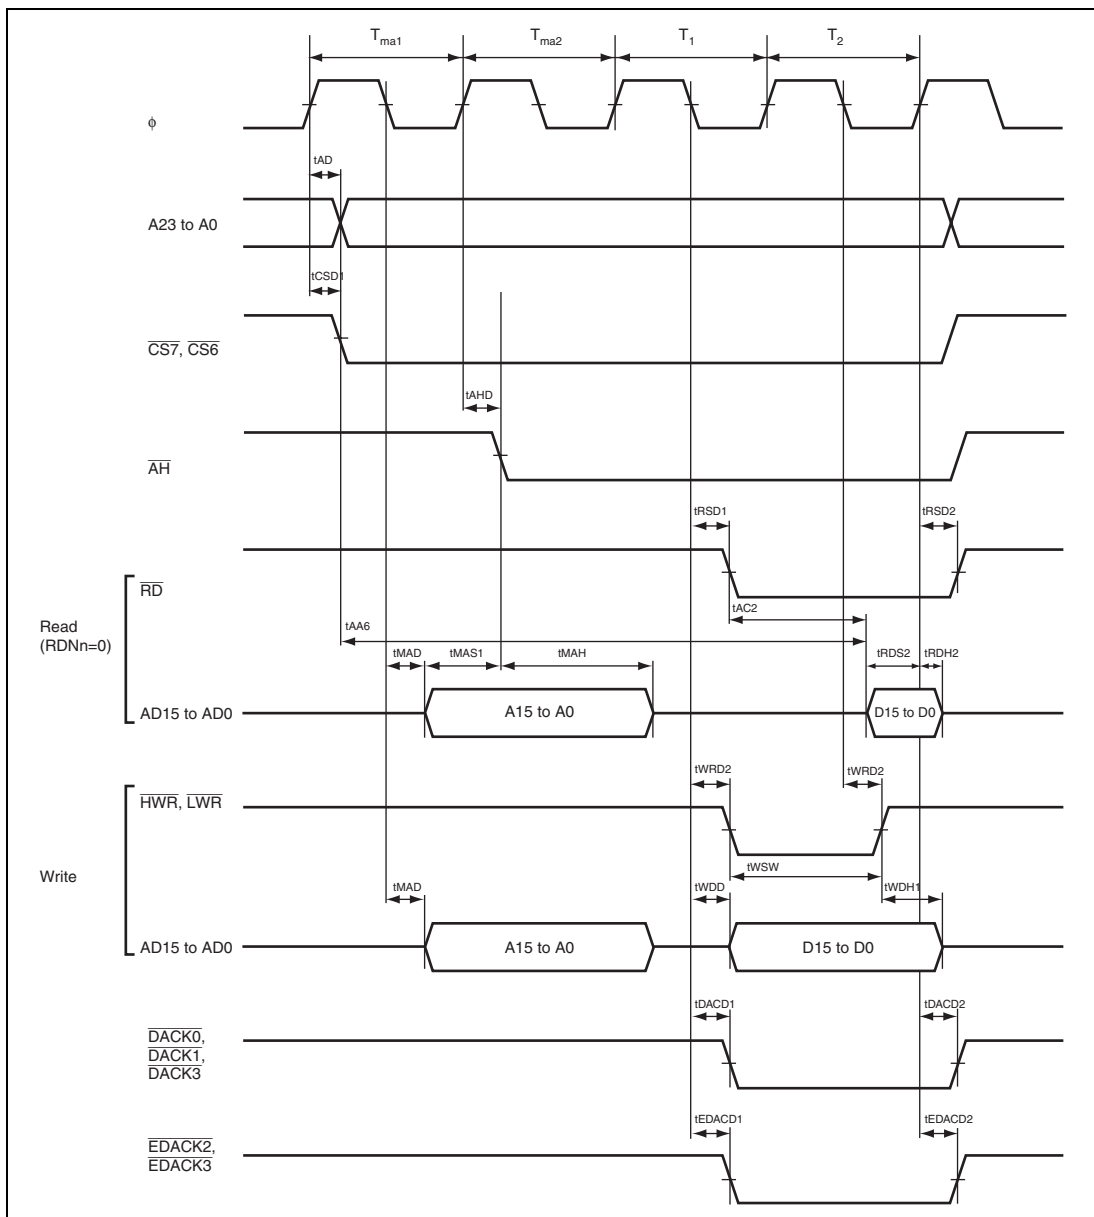 Tma1 Tma2 T1 T2
ϕ
tAD
A23 to A0
tCSD1
CS7, CS6
tAHD
AH
tRSD1 tRSD2
RD
Read
(RDNn=0)
tAC2
tAA6
tMAD tMAS1 tMAH tRDS2 tRDH2
AD15 to AD0 A15 to A0 D15 to D0
tWRD2 tWRD2
HWR, LWR
Write
tWSW
tMAD tWDD tWDH1
AD15 to AD0 A15 to A0 D15 to D0
tDACD1 tDACD2
DACK0,
DACK1,
DACK3
tEDACD1 tEDACD2
EDACK2,
EDACK3